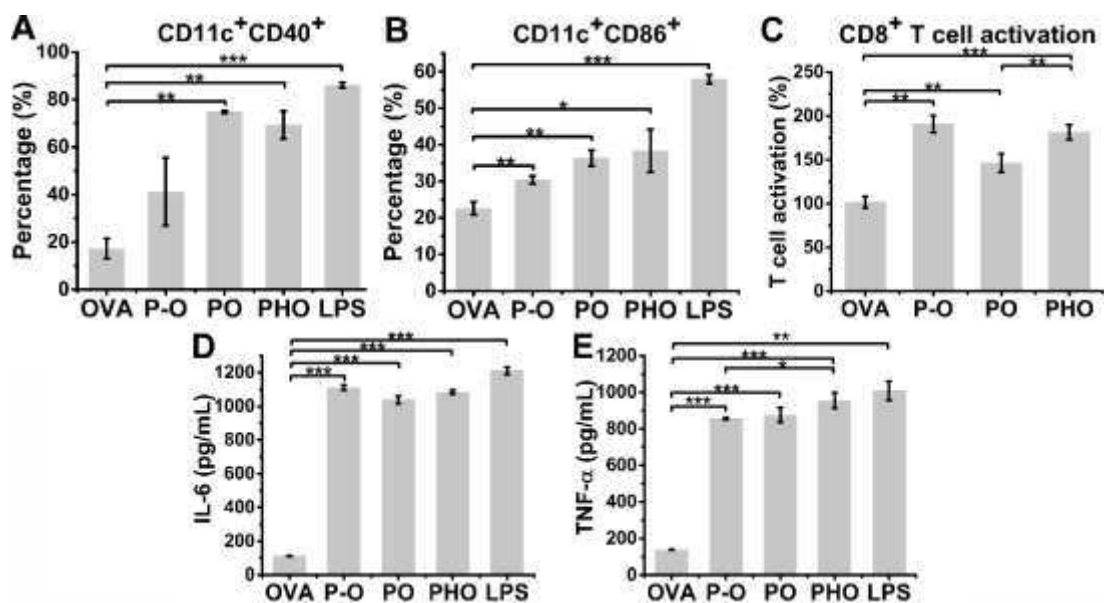 A
CD11c+CD40+
Percentage (%)
100
80
60
40
20
0
**
**
***
OVA P-O PO PHO LPS
B
CD11c+CD86+
Percentage (%)
60
50
40
30
20
10
0
**
**
*
***
OVA P-O PO PHO LPS
C
CD8+ T cell activation
T cell activation (%)
250
200
150
100
50
0
**
**
**
***
OVA P-O PO PHO
D
IL-6 (pg/mL)
1200
1000
800
600
400
200
0
***
***
***
***
OVA P-O PO PHO LPS
E
TNF-α (pg/mL)
1200
1000
800
600
400
200
0
***
***
*
***
**
OVA P-O PO PHO LPS